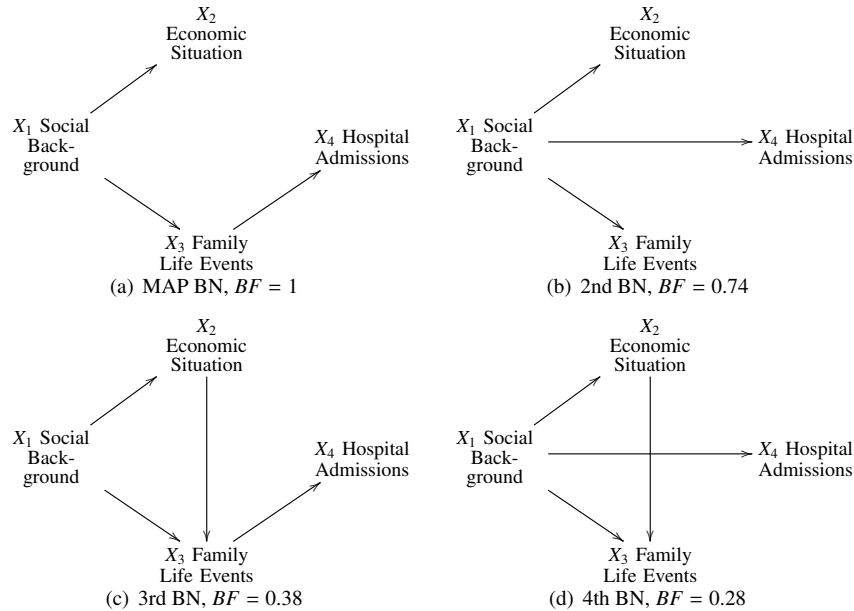 X₂
Economic
Situation
X₁ Social
Back-
ground
X₄ Hospital
Admissions
X₃ Family
Life Events
(a) MAP BN, BF = 1
X₂
Economic
Situation
X₁ Social
Back-
ground
X₄ Hospital
Admissions
X₃ Family
Life Events
(b) 2nd BN, BF = 0.74
X₂
Economic
Situation
X₁ Social
Back-
ground
X₄ Hospital
Admissions
X₃ Family
Life Events
(c) 3rd BN, BF = 0.38
X₂
Economic
Situation
X₁ Social
Back-
ground
X₄ Hospital
Admissions
X₃ Family
Life Events
(d) 4th BN, BF = 0.28